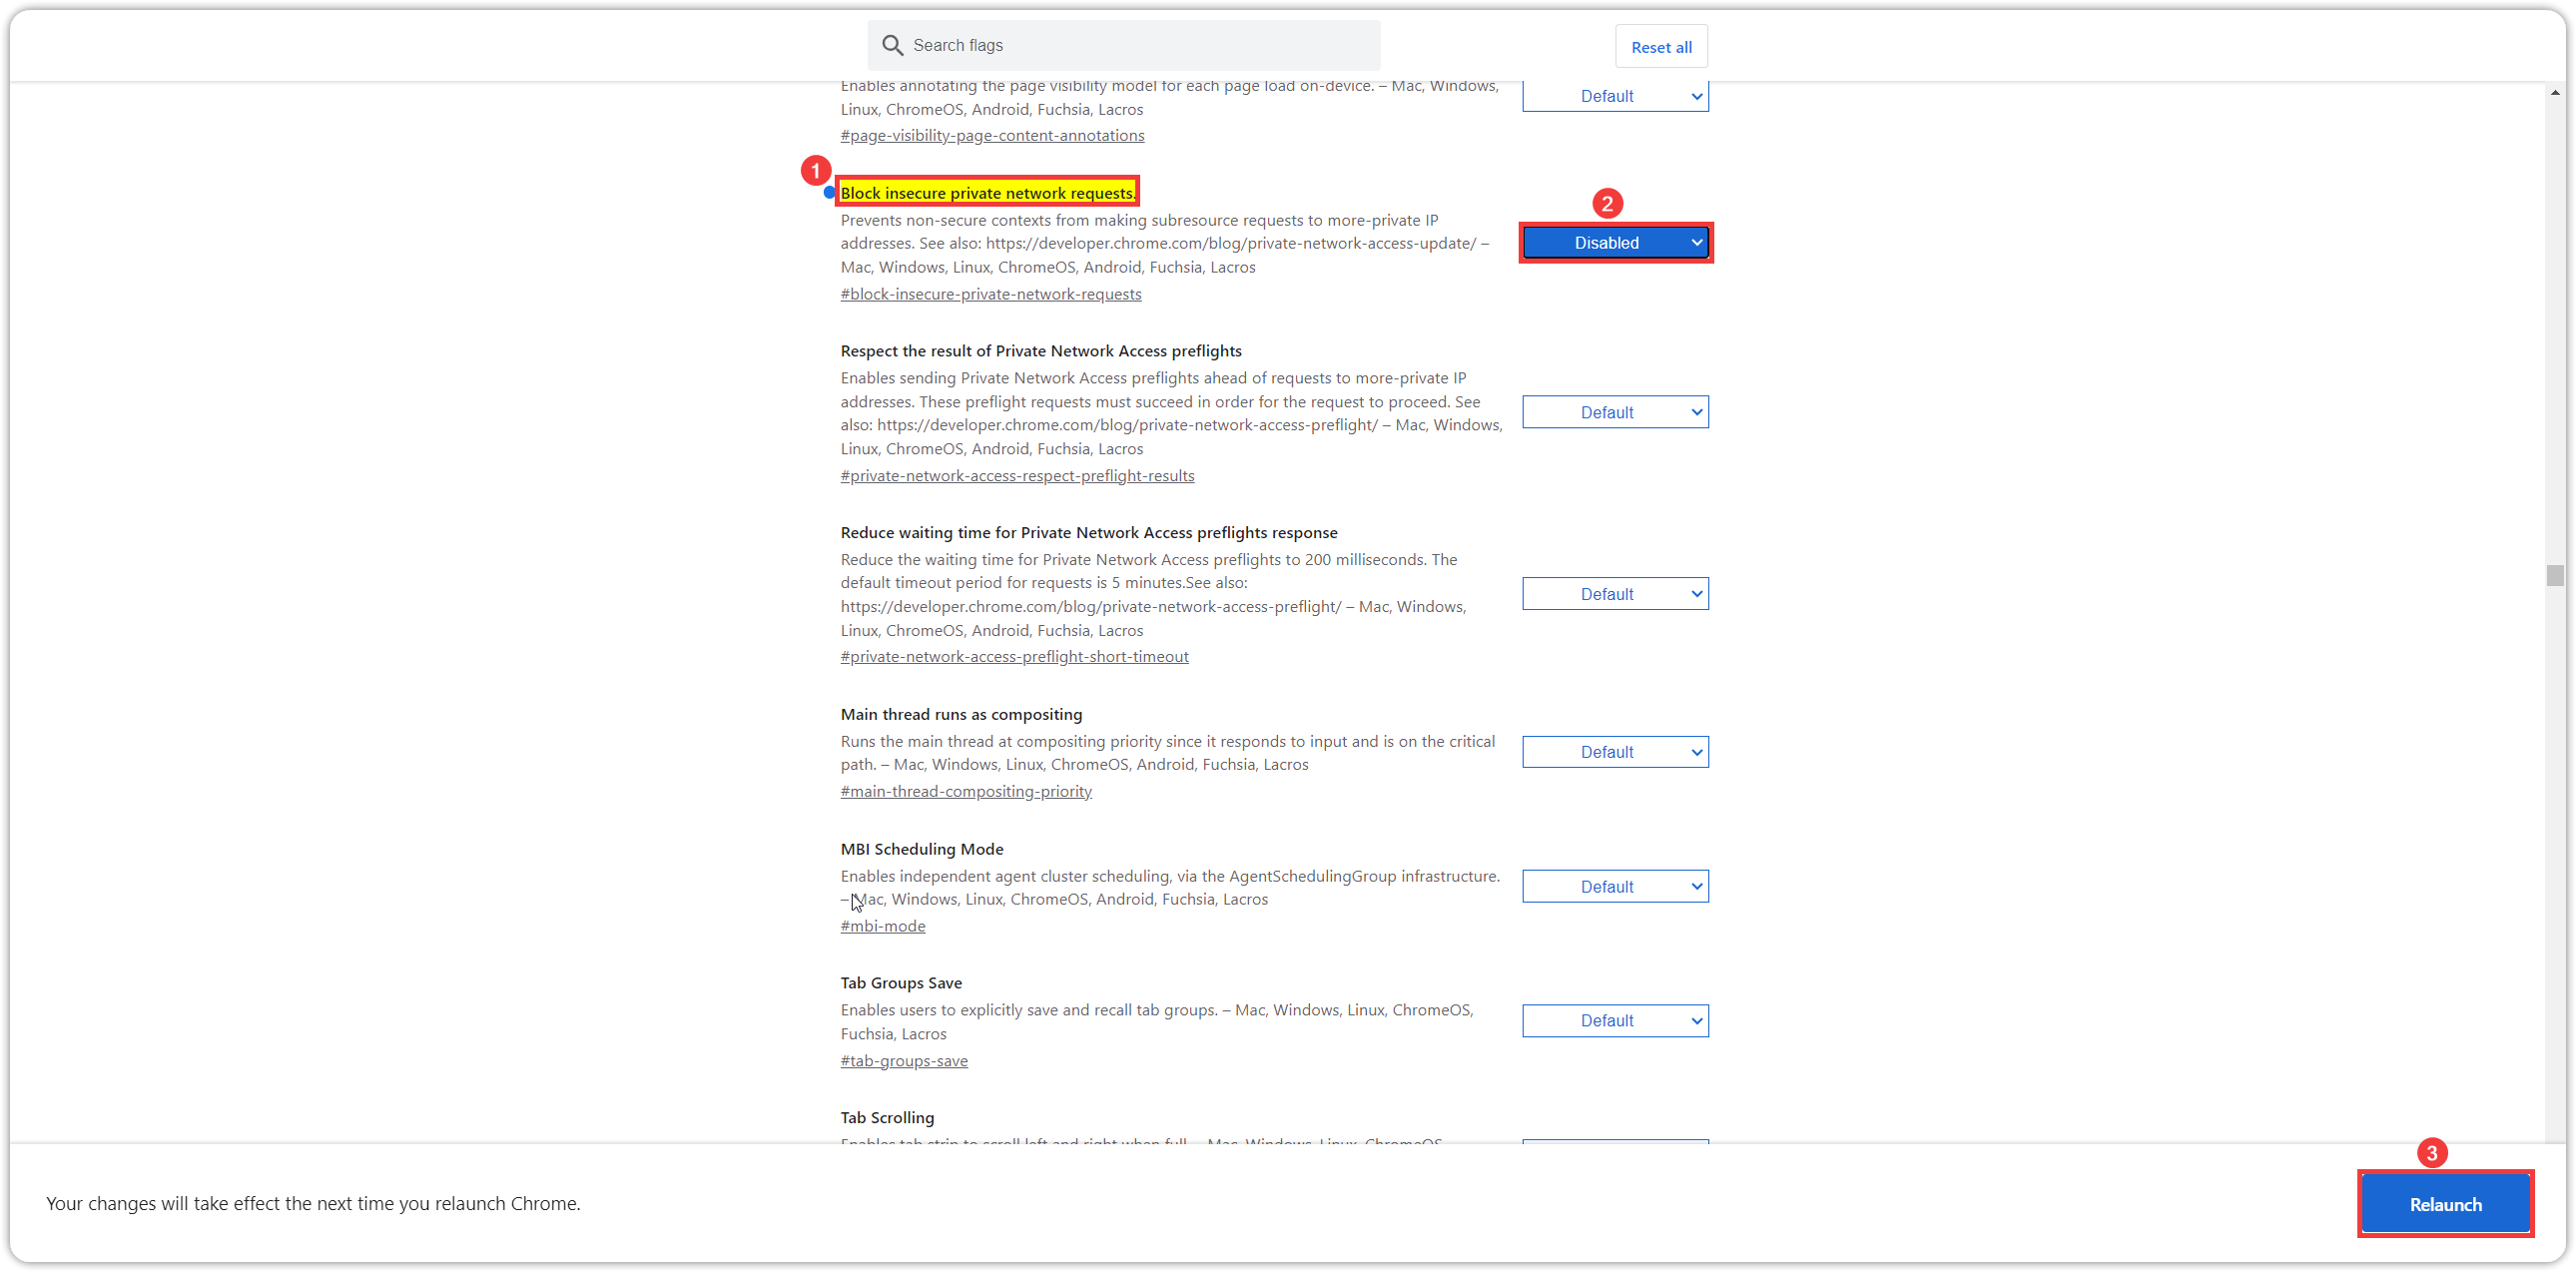 Search flags
Reset all
Enables annotating the page visibility model for each page load on-device. – Mac, Windows,
Linux, ChromeOS, Android, Fuchsia, Lacros
Default
#page-visibility-page-content-annotations
1
Block insecure private network requests.
2
Prevents non-secure contexts from making subresource requests to more-private IP
addresses. See also: https://developer.chrome.com/blog/private-network-access-update/ –
Mac, Windows, Linux, ChromeOS, Android, Fuchsia, Lacros
Disabled
#block-insecure-private-network-requests
Respect the result of Private Network Access preflights
Enables sending Private Network Access preflights ahead of requests to more-private IP
addresses. These preflight requests must succeed in order for the request to proceed. See
also: https://developer.chrome.com/blog/private-network-access-preflight/ – Mac, Windows,
Linux, ChromeOS, Android, Fuchsia, Lacros
Default
#private-network-access-respect-preflight-results
Reduce waiting time for Private Network Access preflights response
Reduce the waiting time for Private Network Access preflights to 200 milliseconds. The
default timeout period for requests is 5 minutes.See also:
https://developer.chrome.com/blog/private-network-access-preflight/ – Mac, Windows,
Linux, ChromeOS, Android, Fuchsia, Lacros
Default
#private-network-access-preflight-short-timeout
Main thread runs as compositing
Runs the main thread at compositing priority since it responds to input and is on the critical
path. – Mac, Windows, Linux, ChromeOS, Android, Fuchsia, Lacros
Default
#main-thread-compositing-priority
MBI Scheduling Mode
Enables independent agent cluster scheduling, via the AgentSchedulingGroup infrastructure.
– Mac, Windows, Linux, ChromeOS, Android, Fuchsia, Lacros
Default
#mbi-mode
Tab Groups Save
Enables users to explicitly save and recall tab groups. – Mac, Windows, Linux, ChromeOS,
Fuchsia, Lacros
Default
#tab-groups-save
Tab Scrolling
Enables tab strip to scroll left and right when full. – Mac, Windows, Linux, ChromeOS,
3
Your changes will take effect the next time you relaunch Chrome.
Relaunch